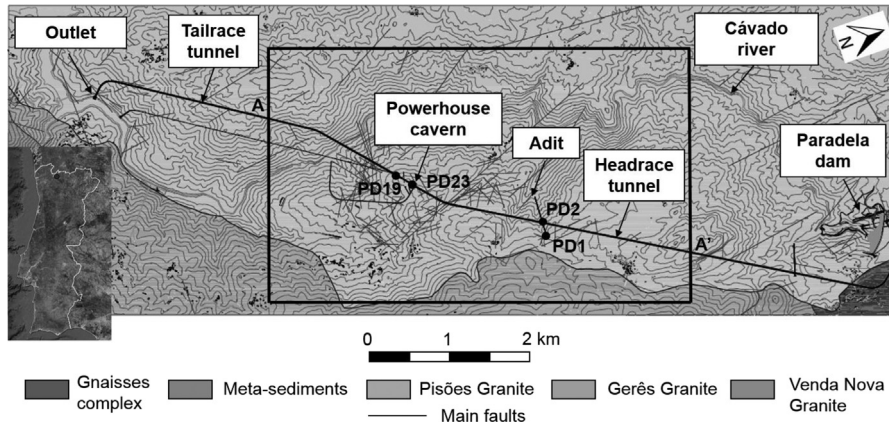 Outlet
Tailrace
tunnel
Cávado
river
N
A
Powerhouse
cavern
Adit
Headrace
tunnel
Paradela
dam
PD19
PD23
PD2
PD1
A'
0 1 2 km
Gnaisses
complex
Meta-sediments
Pisões Granite
Gerês Granite
Venda Nova
Granite
Main faults